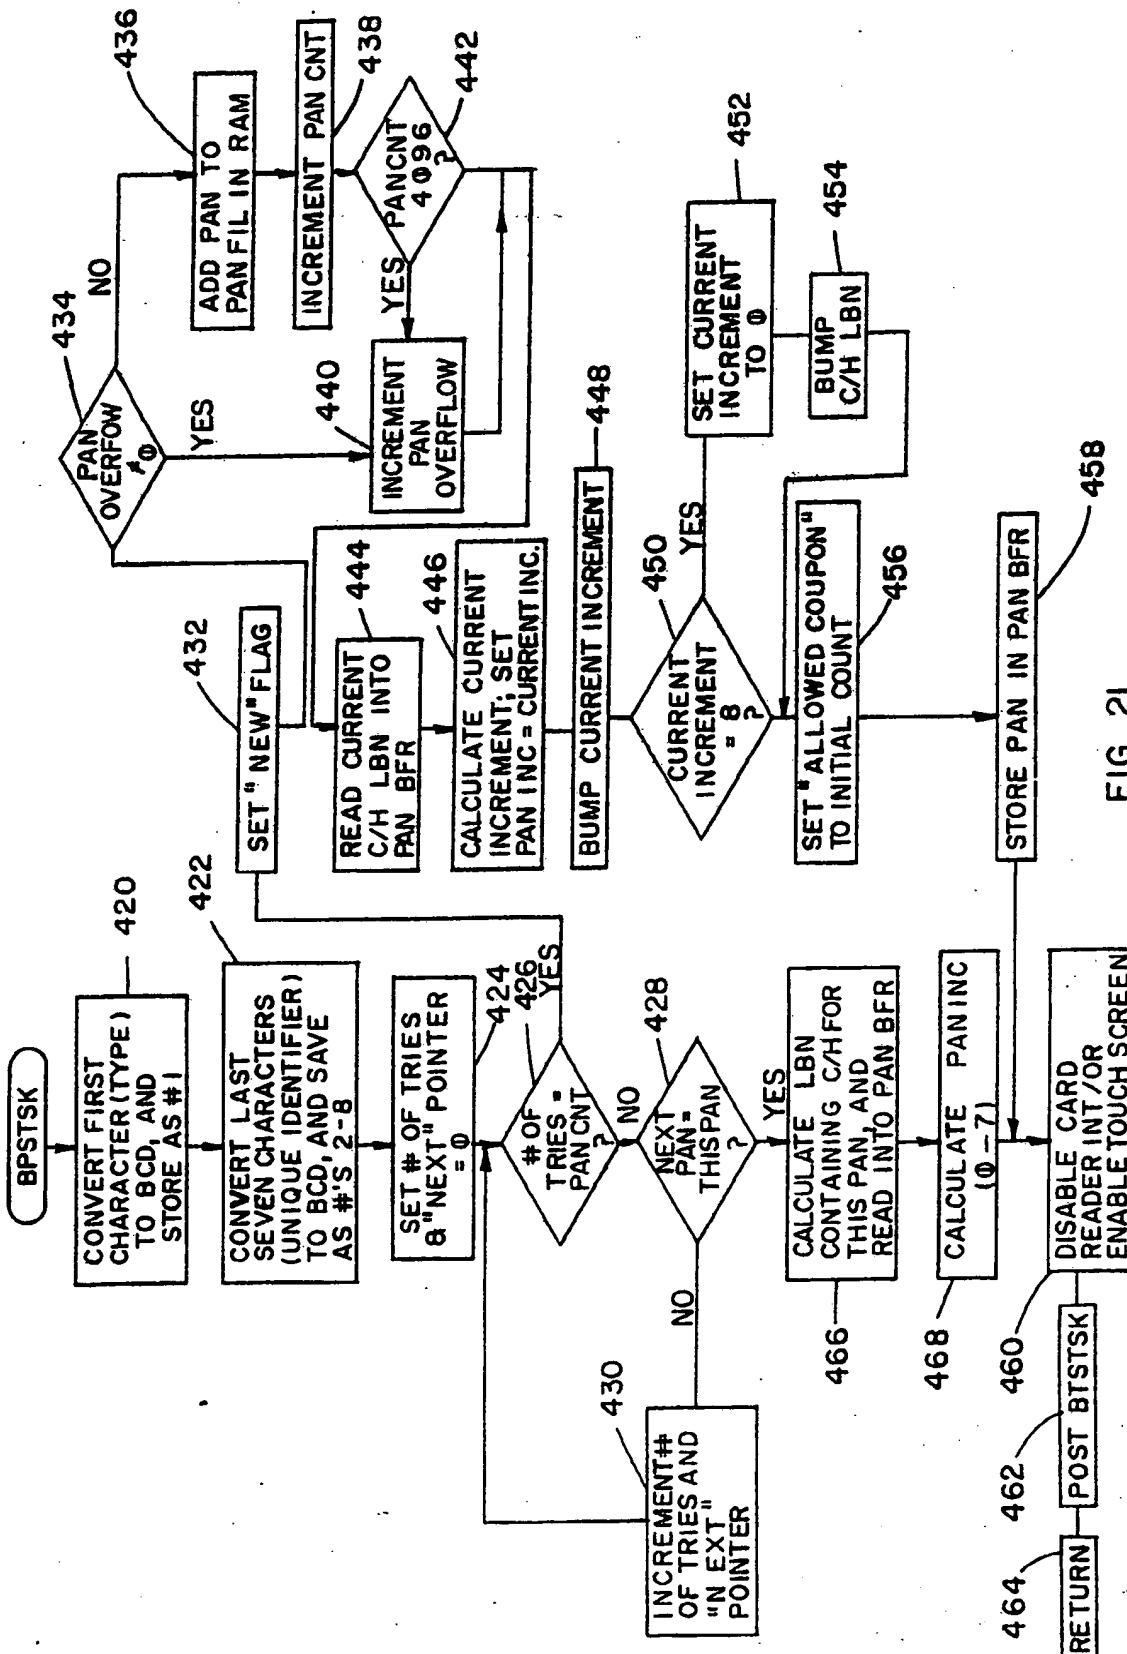 BPSTSK
CONVERT FIRST
CHARACTER (TYPE)
TO BCD, AND
STORE AS #1
420
CONVERT LAST
SEVEN CHARACTERS
(UNIQUE IDENTIFIER)
TO BCD, AND SAVE
AS #'S 2-8
422
SET # OF TRIES
& "NEXT" POINTER
= 0
424
# OF
TRIES =
PAN CNT
?
426
YES
NO
NEXT
PAN=
THIS PAN
?
428
NO
YES
INCREMENT #
OF TRIES AND
"N EXT"
POINTER
430
CALCULATE LBN
CONTAINING C/H FOR
THIS PAN, AND
READ INTO PAN BFR
466
CALCULATE PANINC
(0-7)
468
DISABLE CARD
READER INT/OR
ENABLE TOUCH SCREEN
460
POST BTSTSK
462
RETURN
464
SET "NEW" FLAG
432
PAN
OVERFOW
≠0
434
NO
YES
ADD PAN TO
PANFIL IN RAM
436
INCREMENT PAN CNT
438
PANCNT
4096
?
442
YES
INCREMENT
PAN
OVERFLOW
440
READ CURRENT
C/H LBN INTO
PAN BFR
444
CALCULATE CURRENT
INCREMENT; SET
PAN INC = CURRENT INC.
446
BUMP CURRENT INCREMENT
448
CURRENT
INCREMENT
= 8
?
450
YES
SET CURRENT
INCREMENT
TO 0
452
BUMP
C/H LBN
454
SET "ALLOWED COUPON"
TO INITIAL COUNT
456
STORE PAN IN PAN BFR
458
FIG 21